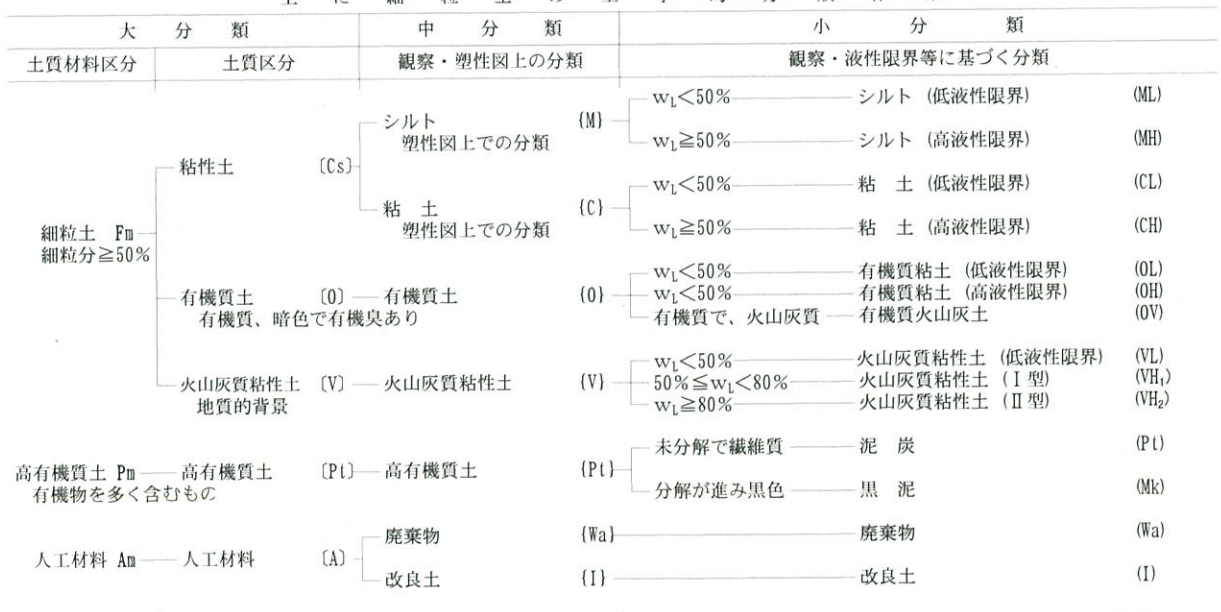 大 分 類 中 分 類 小 分 類
土質材料区分 土質区分 観察・塑性図上の分類 観察・液性限界等に基づく分類
wL<50% シルト (低液性限界) (ML)
シルト {M}
塑性図上での分類
wL≧50% シルト (高液性限界) (MH)
粘性土 〔Cs〕
wL<50% 粘 土 (低液性限界) (CL)
粘 土 {C}
塑性図上での分類
wL≧50% 粘 土 (高液性限界) (CH)
細粒土 Fm
細粒分≧50%
wL<50% 有機質粘土 (低液性限界) (OL)
有機質土 〔O〕 有機質土 {O} wL<50% 有機質粘土 (高液性限界) (OH)
有機質、暗色で有機臭あり 有機質で、火山灰質 有機質火山灰土 (OV)
wL<50% 火山灰質粘性土 (低液性限界) (VL)
火山灰質粘性土 〔V〕 火山灰質粘性土 {V} 50%≦wL<80% 火山灰質粘性土 (Ⅰ型) (VH₁)
地質的背景 wL≧80% 火山灰質粘性土 (Ⅱ型) (VH₂)
未分解で繊維質 泥 炭 (Pt)
高有機質土 Pm 高有機質土 〔Pt〕 高有機質土 {Pt}
有機物を多く含むもの
分解が進み黒色 黒 泥 (Mk)
廃棄物 {Wa} 廃棄物 (Wa)
人工材料 Am 人工材料 〔A〕
改良土 {I} 改良土 (I)